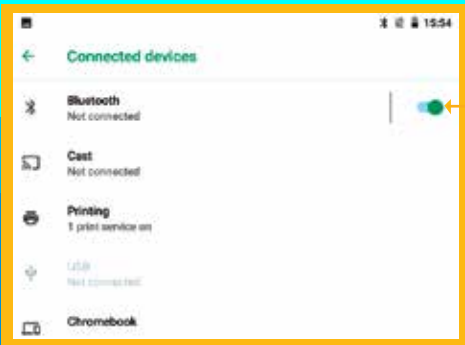 15:54
Connected devices
Bluetooth
Not connected
Cast
Not connected
Printing
1 print service on
USB
Not connected
Chromebook